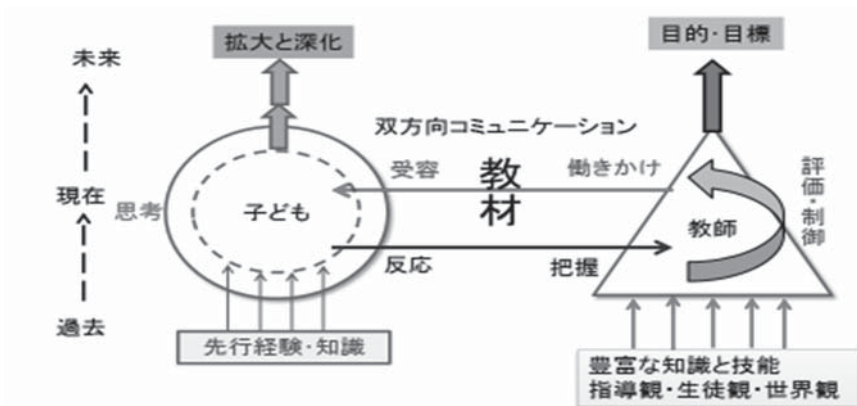 目的・目標
拡大と深化
未来
双方向コミュニケーション
受容
教材
働きかけ
評価・制御
現在
思考
子ども
教師
反応
把握
過去
先行経験・知識
豊富な知識と技能
指導観・生徒観・世界観